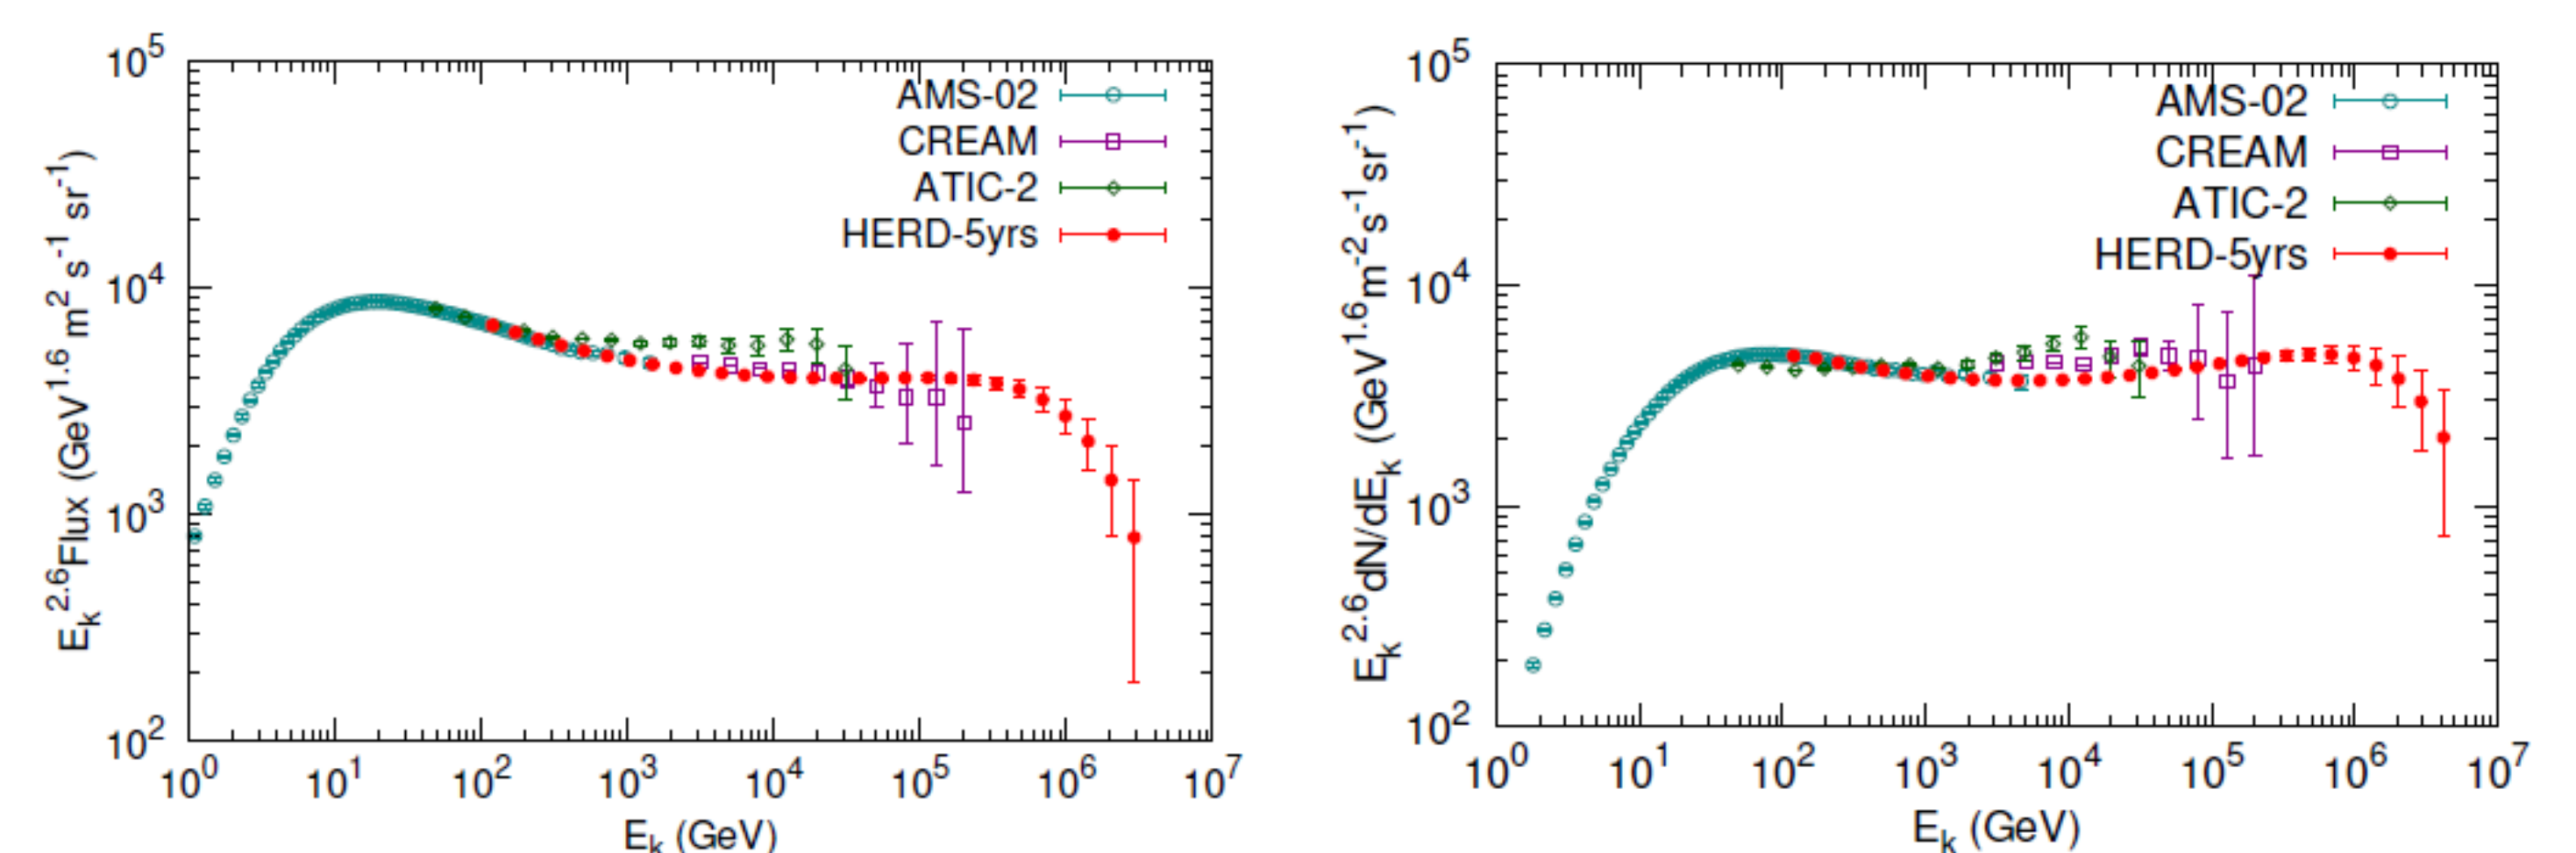 E_k^2.6 Flux (GeV^1.6 m^2 s^-1 sr^-1)
10^5
10^4
10^3
10^2
AMS-02
CREAM
ATIC-2
HERD-5yrs
10^0 10^1 10^2 10^3 10^4 10^5 10^6 10^7
E_k (GeV)
E_k^2.6 dN/dE_k (GeV^1.6 m^-2 s^-1 sr^-1)
10^5
10^4
10^3
10^2
AMS-02
CREAM
ATIC-2
HERD-5yrs
10^0 10^1 10^2 10^3 10^4 10^5 10^6 10^7
E_k (GeV)